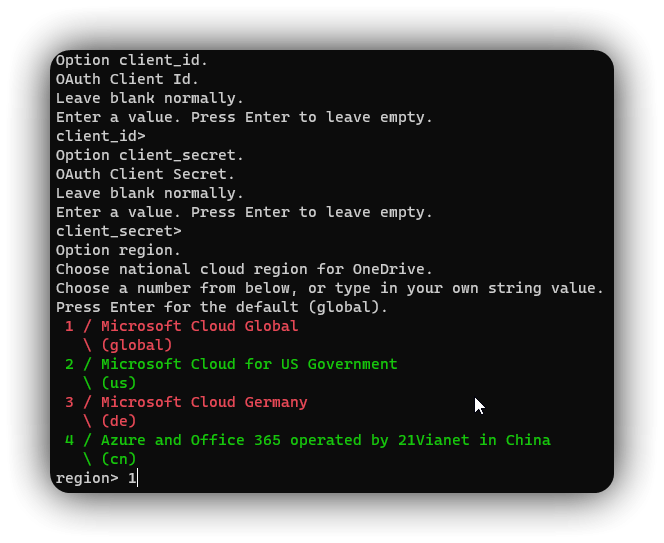 Option client_id.
OAuth Client Id.
Leave blank normally.
Enter a value. Press Enter to leave empty.
client_id>
Option client_secret.
OAuth Client Secret.
Leave blank normally.
Enter a value. Press Enter to leave empty.
client_secret>
Option region.
Choose national cloud region for OneDrive.
Choose a number from below, or type in your own string value.
Press Enter for the default (global).
 1 / Microsoft Cloud Global
   \ (global)
 2 / Microsoft Cloud for US Government
   \ (us)
 3 / Microsoft Cloud Germany
   \ (de)
 4 / Azure and Office 365 operated by 21Vianet in China
   \ (cn)
region> 1